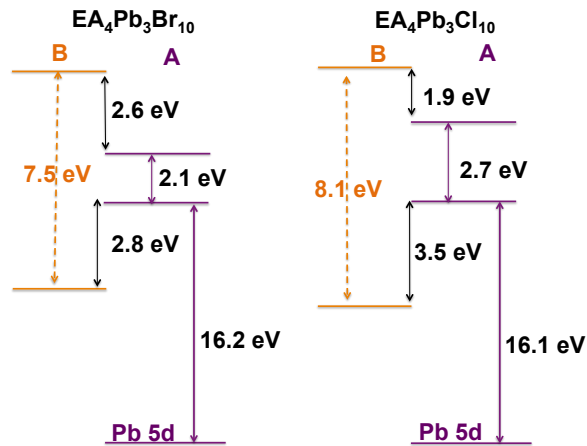 EA₄Pb₃Br₁₀
B A
2.6 eV
7.5 eV
2.1 eV
2.8 eV
16.2 eV
Pb 5d
EA₄Pb₃Cl₁₀
B A
1.9 eV
2.7 eV
8.1 eV
3.5 eV
16.1 eV
Pb 5d